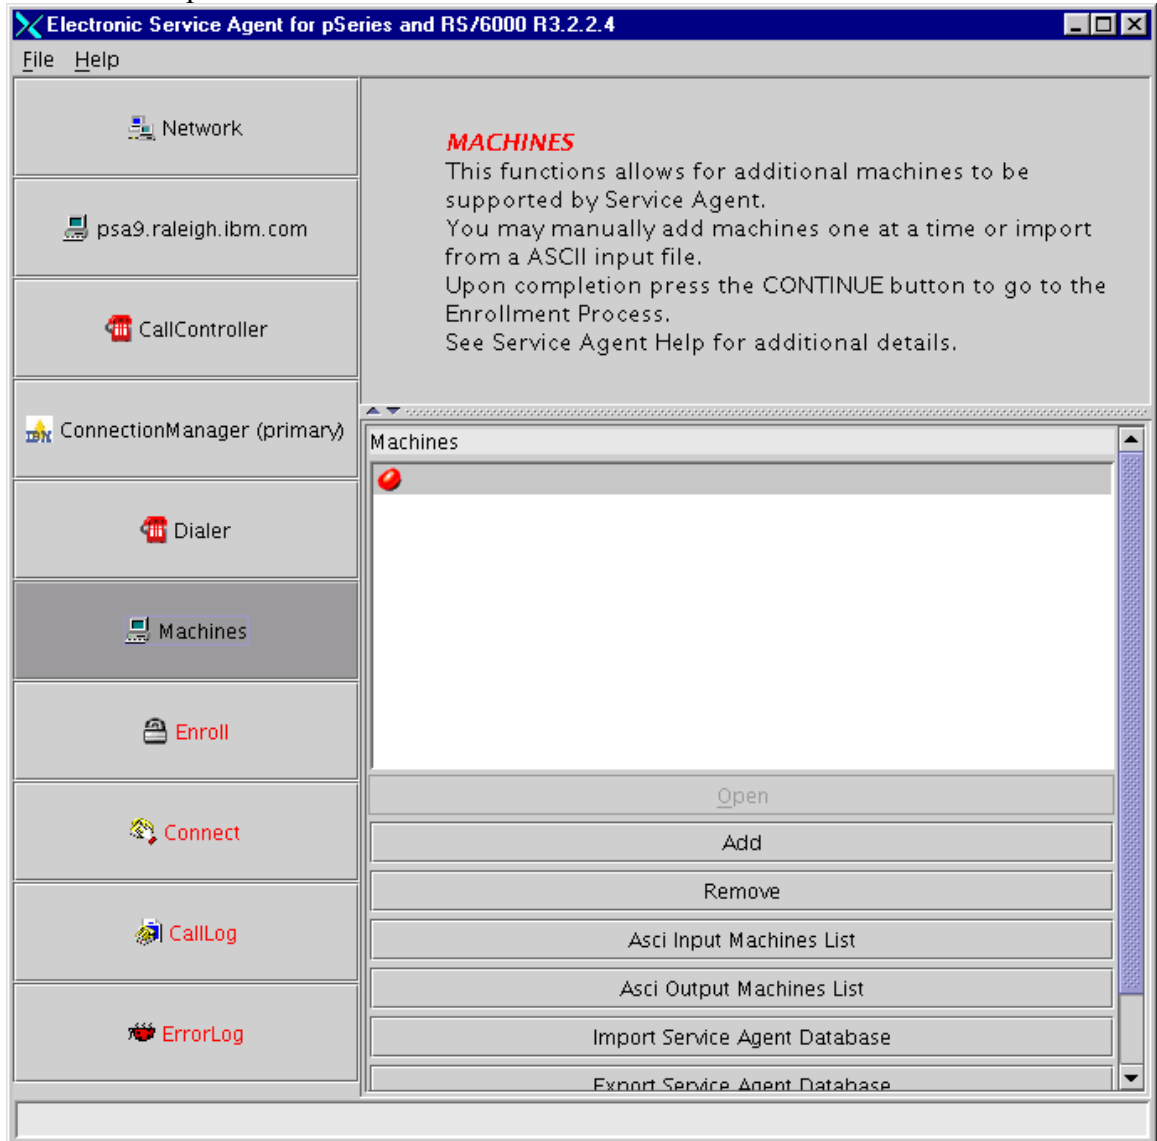 Electronic Service Agent for pSeries and RS/6000 R3.2.2.4
File Help
Network
psa9.raleigh.ibm.com
CallController
ConnectionManager (primary)
Dialer
Machines
Enroll
Connect
CallLog
ErrorLog
MACHINES
This functions allows for additional machines to be
supported by Service Agent.
You may manually add machines one at a time or import
from a ASCII input file.
Upon completion press the CONTINUE button to go to the
Enrollment Process.
See Service Agent Help for additional details.
Machines
Open
Add
Remove
Asci Input Machines List
Asci Output Machines List
Import Service Agent Database
Export Service Agent Database